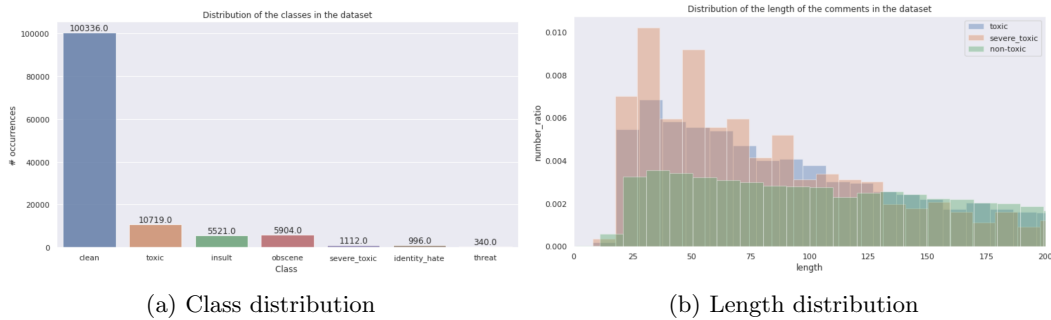 Distribution of the classes in the dataset
100336.0
100000
80000
60000
40000
20000
0
# occurrences
10719.0
5521.0
5904.0
1112.0
996.0
340.0
clean toxic insult obscene severe_toxic identity_hate threat
Class
(a) Class distribution
Distribution of the length of the comments in the dataset
toxic
severe_toxic
non-toxic
0.010
0.008
0.006
0.004
0.002
0.000
number_ratio
0 25 50 75 100 125 150 175 200
length
(b) Length distribution